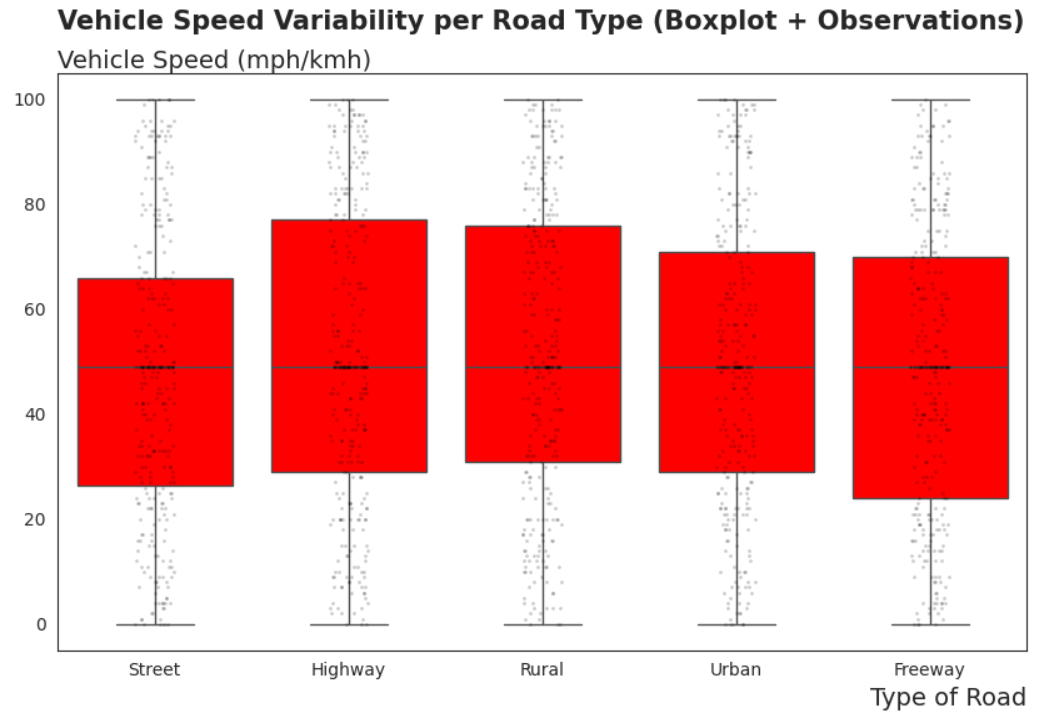 Vehicle Speed Variability per Road Type (Boxplot + Observations)
Vehicle Speed (mph/kmh)
100
80
60
40
20
0
Street Highway Rural Urban Freeway
Type of Road